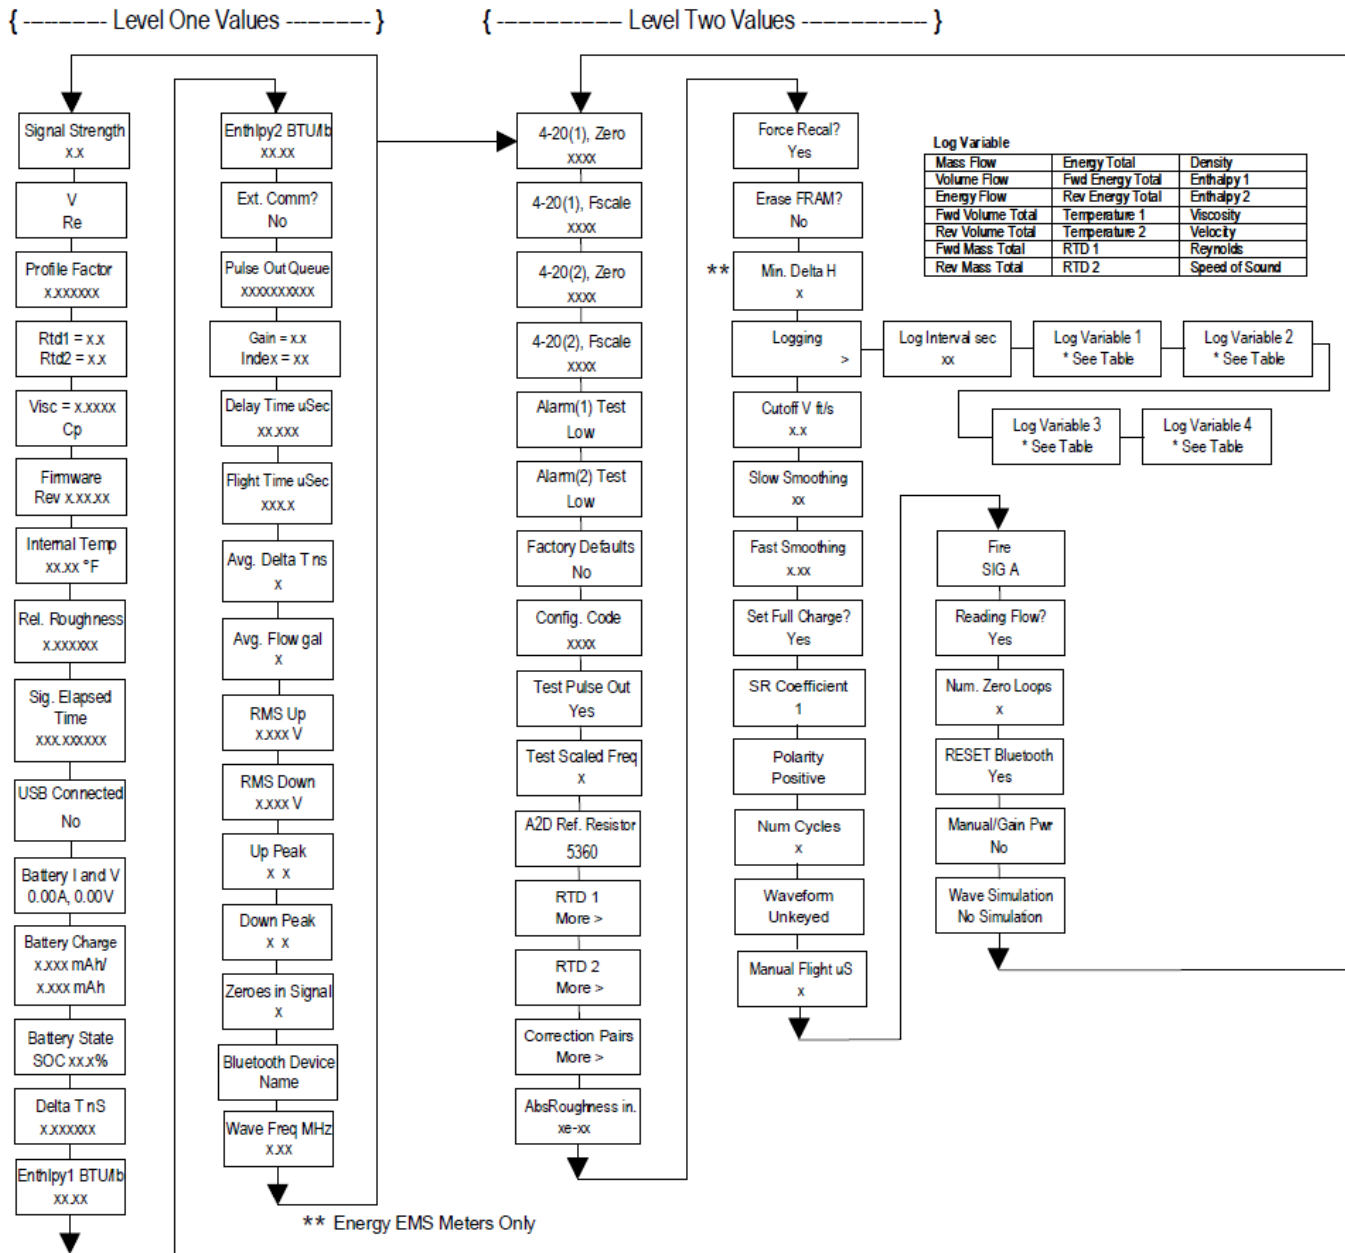 { -------- Level One Values -------- }
{ ------------ Level Two Values ------------ }
Signal Strength
x.x
V
Re
Profile Factor
x.xxxxxx
Rtd1 = x.x
Rtd2 = x.x
Visc = x.xxxx
Cp
Firmware
Rev x.xx.xx
Internal Temp
xx.xx °F
Rel. Roughness
x.xxxxxx
Sig. Elapsed
Time
xxx.xxxxxx
USB Connected
No
Battery I and V
0.00A, 0.00V
Battery Charge
x.xxx mAh/
x.xxx mAh
Battery State
SOC xx.x%
Delta T nS
x.xxxxxx
Enthlpy1 BTU/lb
xx.xx
Enthlpy2 BTU/lb
xx.xx
Ext. Comm?
No
Pulse Out Queue
xxxxxxxxxx
Gain = x.x
Index = xx
Delay Time uSec
xx.xxx
Flight Time uSec
xxx.x
Avg. Delta T ns
x
Avg. Flow gal
x
RMS Up
x.xxx V
RMS Down
x.xxx V
Up Peak
x x
Down Peak
x x
Zeroes in Signal
x
Bluetooth Device
Name
Wave Freq MHz
x.xx
** Energy EMS Meters Only
4-20(1), Zero
xxxx
4-20(1), Fscale
xxxx
4-20(2), Zero
xxxx
4-20(2), Fscale
xxxx
Alarm(1) Test
Low
Alarm(2) Test
Low
Factory Defaults
No
Config. Code
xxxx
Test Pulse Out
Yes
Test Scaled Freq
x
A2D Ref. Resistor
5360
RTD 1
More >
RTD 2
More >
Correction Pairs
More >
AbsRoughness in.
xe-xx
Force Recal?
Yes
Erase FRAM?
No
**
Min. Delta H
x
Logging
>
Log Interval sec
xx
Log Variable 1
* See Table
Log Variable 2
* See Table
Log Variable 3
* See Table
Log Variable 4
* See Table
Cutoff V ft/s
x.x
Slow Smoothing
xx
Fast Smoothing
x.xx
Set Full Charge?
Yes
SR Coefficient
1
Polarity
Positive
Num Cycles
x
Waveform
Unkeyed
Manual Flight uS
x
Fire
SIG A
Reading Flow?
Yes
Num. Zero Loops
x
RESET Bluetooth
Yes
Manual/Gain Pwr
No
Wave Simulation
No Simulation
Log Variable
Mass Flow Energy Total Density
Volume Flow Fwd Energy Total Enthalpy 1
Energy Flow Rev Energy Total Enthalpy 2
Fwd Volume Total Temperature 1 Viscosity
Rev Volume Total Temperature 2 Velocity
Fwd Mass Total RTD 1 Reynolds
Rev Mass Total RTD 2 Speed of Sound